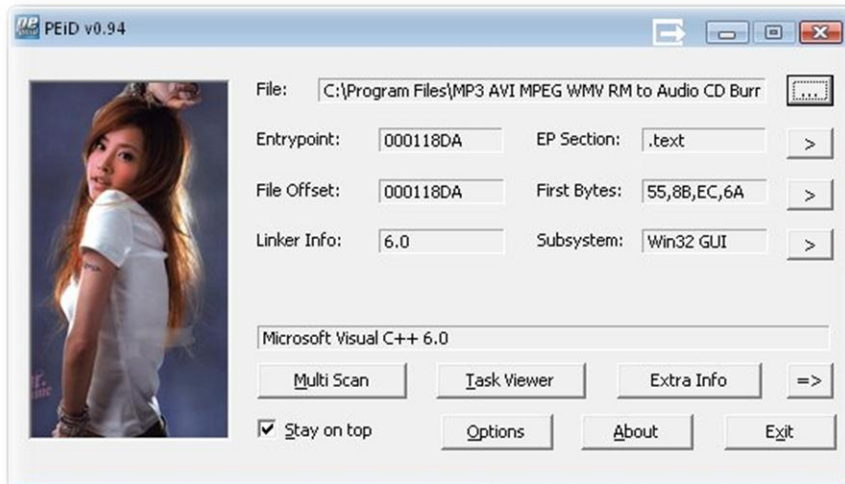 PEiD v0.94
File: C:\Program Files\MP3 AVI MPEG WMV RM to Audio CD Burr ...
Entrypoint: 000118DA EP Section: .text >
File Offset: 000118DA First Bytes: 55,8B,EC,6A >
Linker Info: 6.0 Subsystem: Win32 GUI >
Microsoft Visual C++ 6.0
Multi Scan Task Viewer Extra Info =>
Stay on top Options About Exit